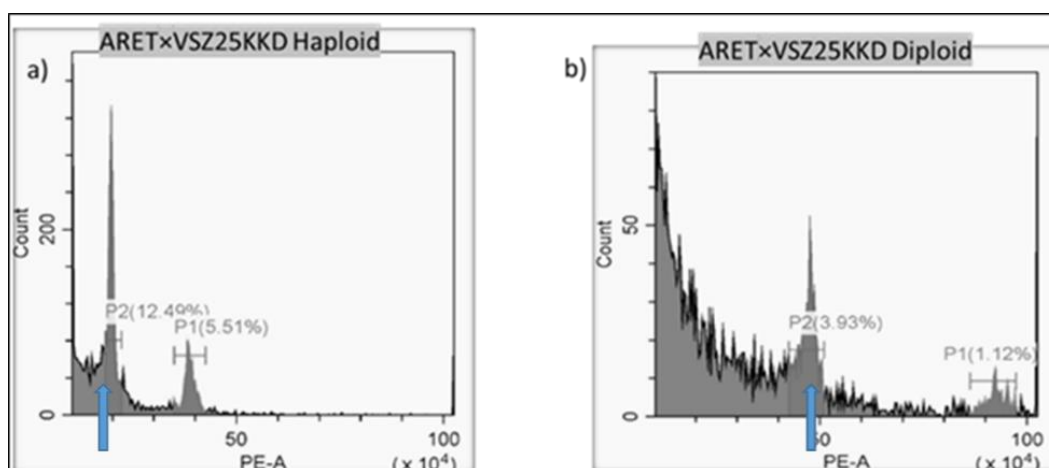 ARET×VSZ25KKD Haploid
a)
Count
200
0
P2(12.49%)
P1(5.51%)
50
100
PE-A
(×10⁴)
ARET×VSZ25KKD Diploid
b)
Count
50
0
P2(3.93%)
P1(1.12%)
50
100
PE-A
(×10⁴)